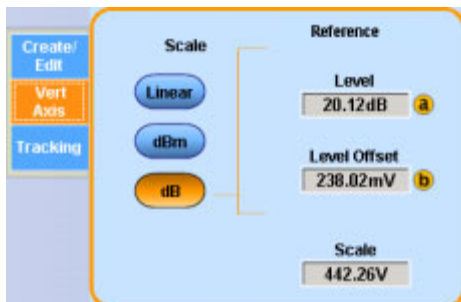 Create/
Edit
Vert
Axis
Tracking
Scale
Linear
dBm
dB
Reference
Level
20.12dB a
Level Offset
238.02mV b
Scale
442.26V